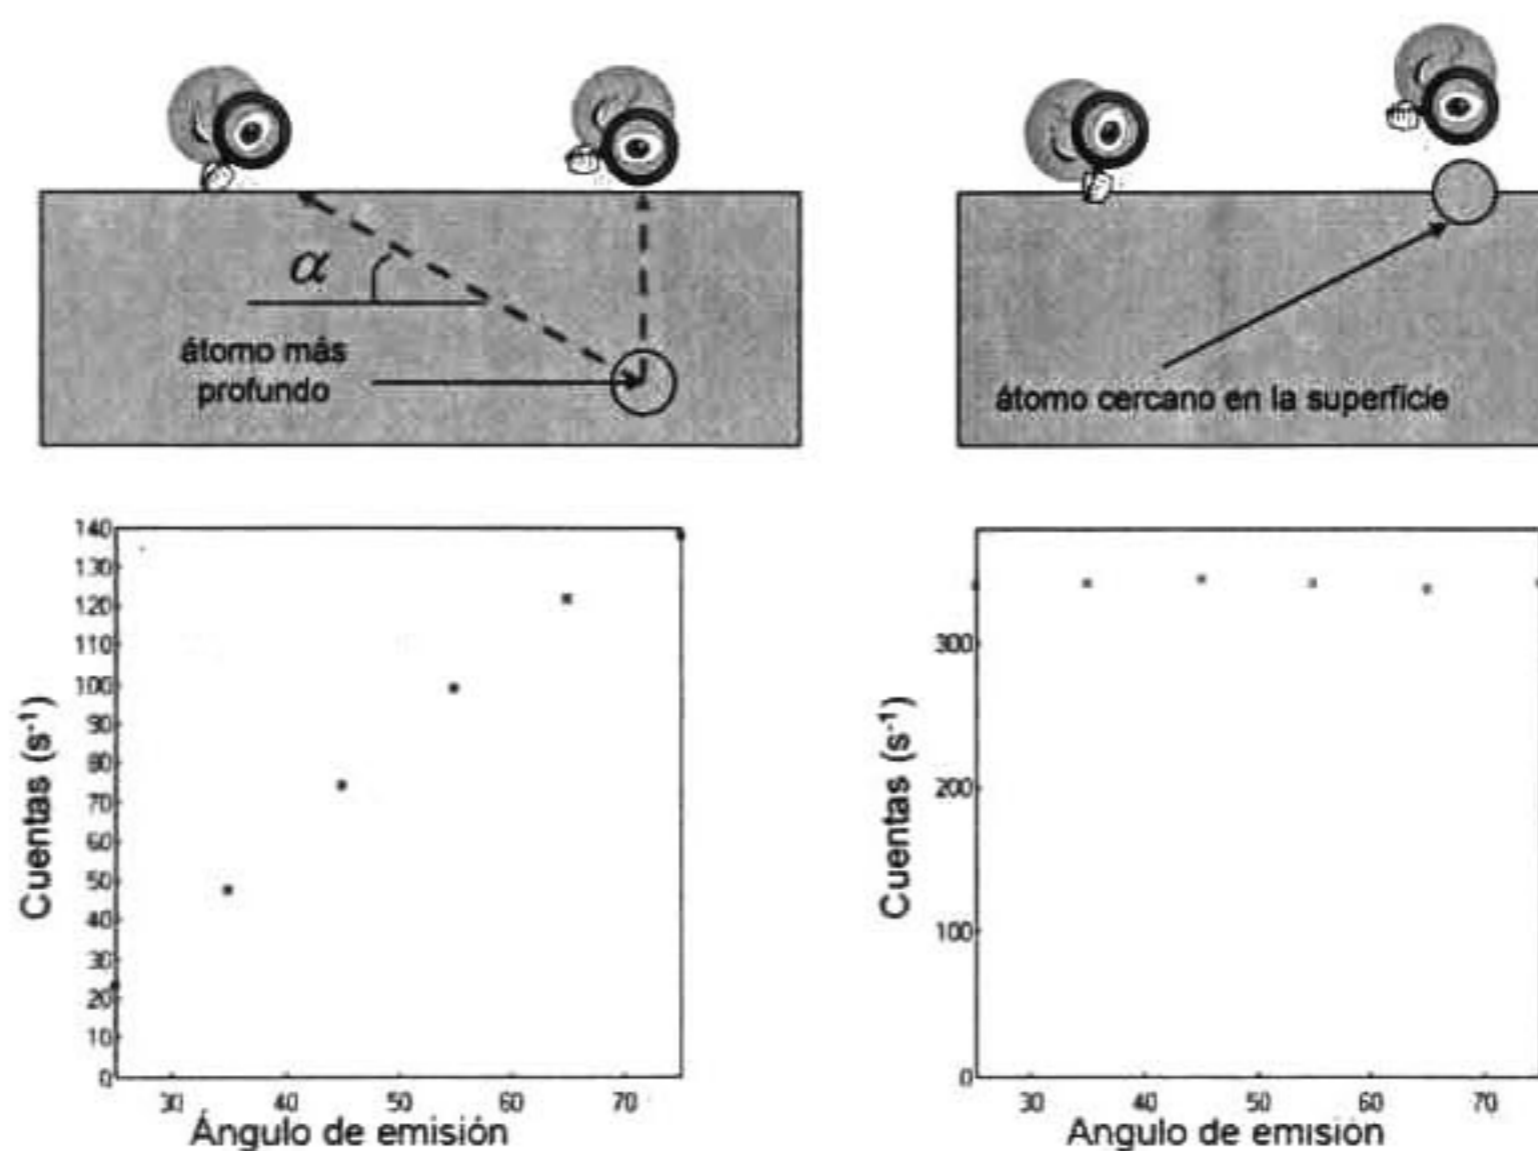 α
átomo más
profundo
átomo cercano en la superficie
140
130
120
110
100
90
80
70
60
50
40
30
20
10
0
Cuentas (s⁻¹)
30 40 50 60 70
Ángulo de emisión
300
200
100
0
Cuentas (s⁻¹)
30 40 50 60 70
Ángulo de emisión